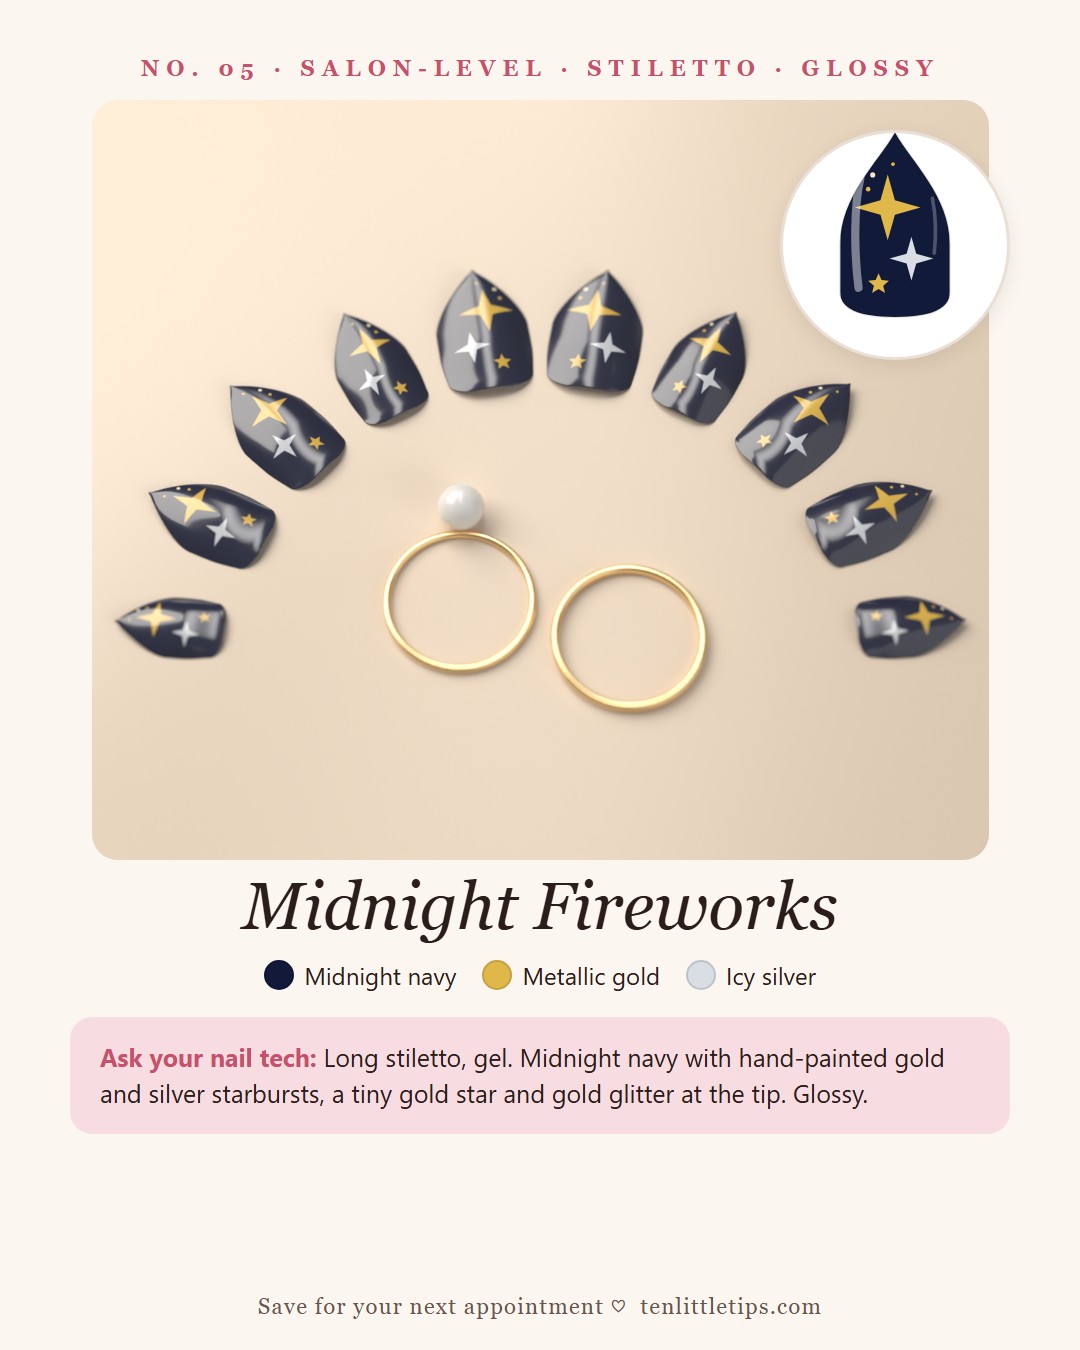 NO. 05 · SALON-LEVEL · STILETTO · GLOSSY
Midnight Fireworks
Midnight navy Metallic gold Icy silver
Ask your nail tech: Long stiletto, gel. Midnight navy with hand-painted gold
and silver starbursts, a tiny gold star and gold glitter at the tip. Glossy.
Save for your next appointment ♡ tenlittletips.com